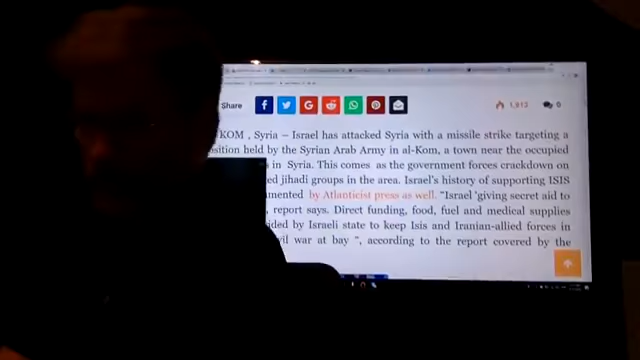 Share
1,913
0
KOM , Syria – Israel has attacked Syria with a missile strike targeting a
sition held by the Syrian Arab Army in al-Kom, a town near the occupied
in Syria. This comes as the government forces crackdown on
ed jihadi groups in the area. Israel's history of supporting ISIS
umented by Atlanticist press as well. “Israel 'giving secret aid to
, report says. Direct funding, food, fuel and medical supplies
ided by Israeli state to keep Isis and Iranian-allied forces in
vil war at bay “, according to the report covered by the